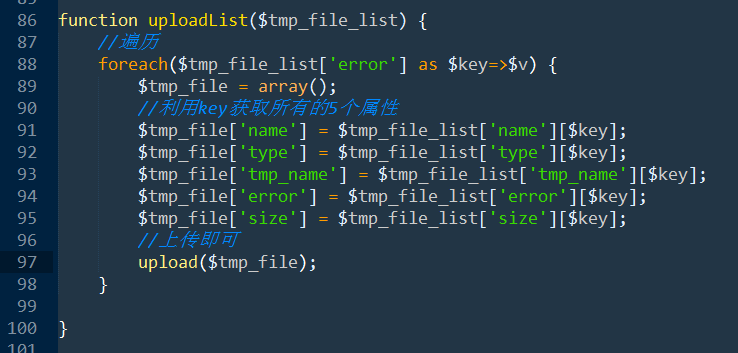 86 function uploadList($tmp_file_list) {
87 //遍历
88 foreach($tmp_file_list['error'] as $key=>$v) {
89 $tmp_file = array();
90 //利用key获取所有的5个属性
91 $tmp_file['name'] = $tmp_file_list['name'][$key];
92 $tmp_file['type'] = $tmp_file_list['type'][$key];
93 $tmp_file['tmp_name'] = $tmp_file_list['tmp_name'][$key];
94 $tmp_file['error'] = $tmp_file_list['error'][$key];
95 $tmp_file['size'] = $tmp_file_list['size'][$key];
96 //上传即可
97 upload($tmp_file);
98 }
99
100 }
101